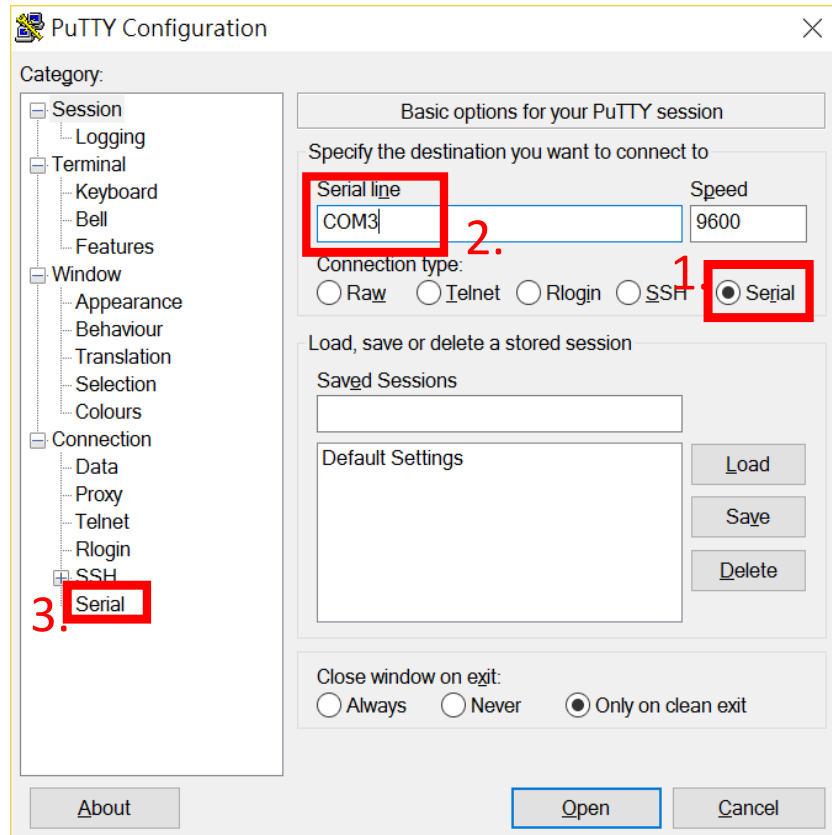 PuTTY Configuration
Category:
Session
Logging
Terminal
Keyboard
Bell
Features
Window
Appearance
Behaviour
Translation
Selection
Colours
Connection
Data
Proxy
Telnet
Rlogin
SSH
3. Serial
Basic options for your PuTTY session
Specify the destination you want to connect to
Serial line Speed
COM3 9600
2.
Connection type:
1.
Raw Telnet Rlogin SSH Serial
Load, save or delete a stored session
Saved Sessions
Default Settings
Load
Save
Delete
Close window on exit:
Always Never Only on clean exit
About Open Cancel